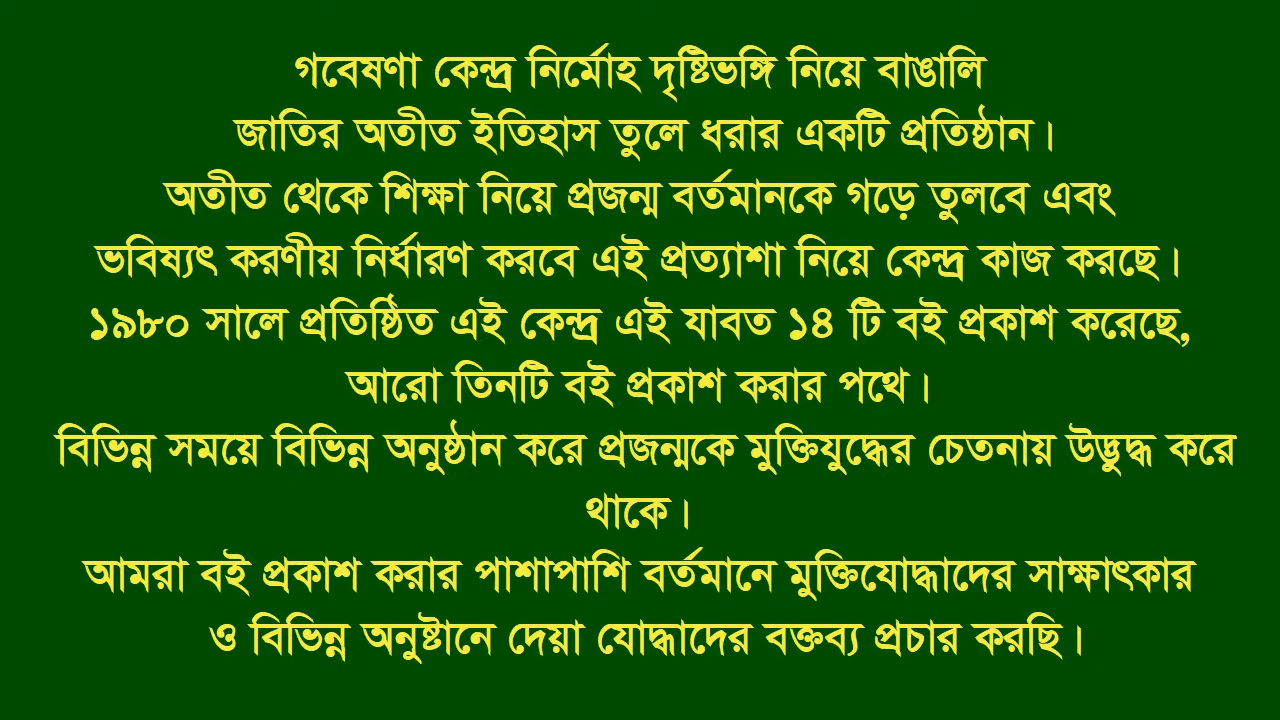 গবেষণা কেন্দ্র নির্মোহ দৃষ্টিভঙ্গি নিয়ে বাঙালি
জাতির অতীত ইতিহাস তুলে ধরার একটি প্রতিষ্ঠান।
অতীত থেকে শিক্ষা নিয়ে প্রজন্ম বর্তমানকে গড়ে তুলবে এবং
ভবিষ্যৎ করণীয় নির্ধারণ করবে এই প্রত্যাশা নিয়ে কেন্দ্র কাজ করছে।
১৯৮০ সালে প্রতিষ্ঠিত এই কেন্দ্র এই যাবত ১৪ টি বই প্রকাশ করেছে,
আরো তিনটি বই প্রকাশ করার পথে।
বিভিন্ন সময়ে বিভিন্ন অনুষ্ঠান করে প্রজন্মকে মুক্তিযুদ্ধের চেতনায় উদ্ভুদ্ধ করে
থাকে।
আমরা বই প্রকাশ করার পাশাপাশি বর্তমানে মুক্তিযোদ্ধাদের সাক্ষাৎকার
ও বিভিন্ন অনুষ্টানে দেয়া যোদ্ধাদের বক্তব্য প্রচার করছি।